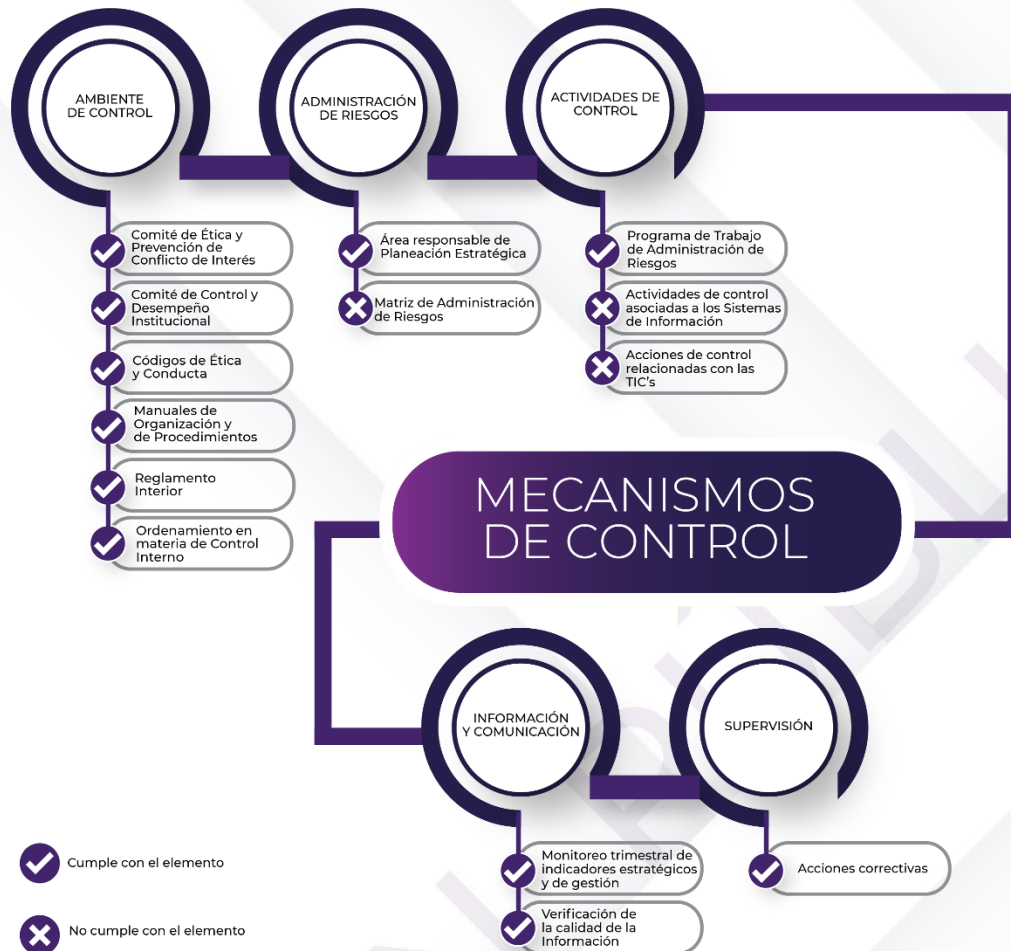 AMBIENTE
DE CONTROL
ADMINISTRACIÓN
DE RIESGOS
ACTIVIDADES DE
CONTROL
Comité de Ética y
Prevención de
Conflicto de Interés
Comité de Control y
Desempeño
Institucional
Códigos de Ética
y Conducta
Manuales de
Organización y
de Procedimientos
Reglamento
Interior
Ordenamiento en
materia de Control
Interno
Área responsable de
Planeación Estratégica
Matriz de Administración
de Riesgos
Programa de Trabajo
de Administración de
Riesgos
Actividades de control
asociadas a los Sistemas
de Información
Acciones de control
relacionadas con las
TIC's
MECANISMOS
DE CONTROL
INFORMACIÓN
Y COMUNICACIÓN
SUPERVISIÓN
Monitoreo trimestral de
indicadores estratégicos
y de gestión
Verificación de
la calidad de la
Información
Acciones correctivas
Cumple con el elemento
No cumple con el elemento